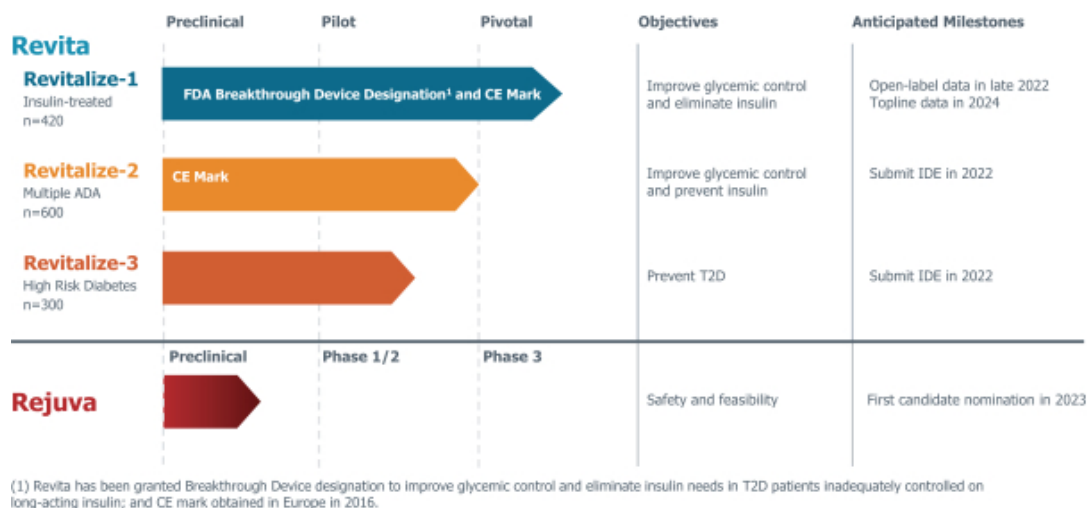 Preclinical Pilot Pivotal Objectives Anticipated Milestones
Revita
Revitalize-1
Insulin-treated
n=420
FDA Breakthrough Device Designation¹ and CE Mark
Improve glycemic control
and eliminate insulin
Open-label data in late 2022
Topline data in 2024
Revitalize-2
Multiple ADA
n=600
CE Mark
Improve glycemic control
and prevent insulin
Submit IDE in 2022
Revitalize-3
High Risk Diabetes
n=300
Prevent T2D
Submit IDE in 2022
Preclinical Phase 1/2 Phase 3
Rejuva
Safety and feasibility
First candidate nomination in 2023
(1) Revita has been granted Breakthrough Device designation to improve glycemic control and eliminate insulin needs in T2D patients inadequately controlled on
long-acting insulin; and CE mark obtained in Europe in 2016.